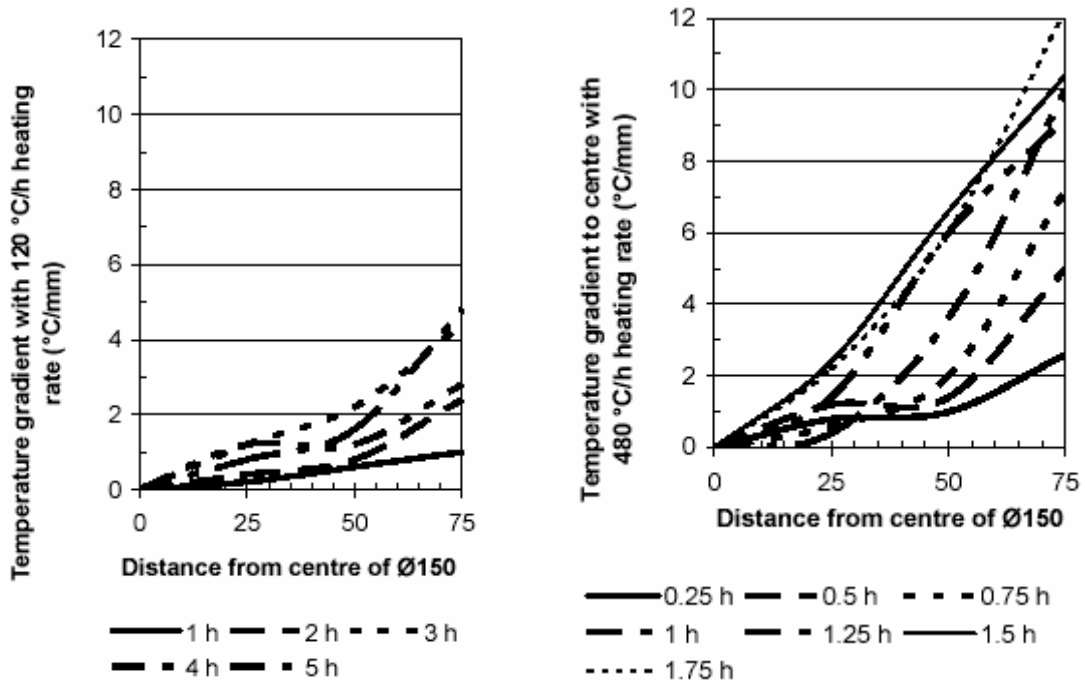 Temperature gradient with 120 °C/h heating
rate (°C/mm)
12
10
8
6
4
2
0
0 25 50 75
Distance from centre of Ø150
1 h 2 h 3 h
4 h 5 h
Temperature gradient to centre with
480 °C/h heating rate (°C/mm)
12
10
8
6
4
2
0
0 25 50 75
Distance from centre of Ø150
0.25 h 0.5 h 0.75 h
1 h 1.25 h 1.5 h
1.75 h